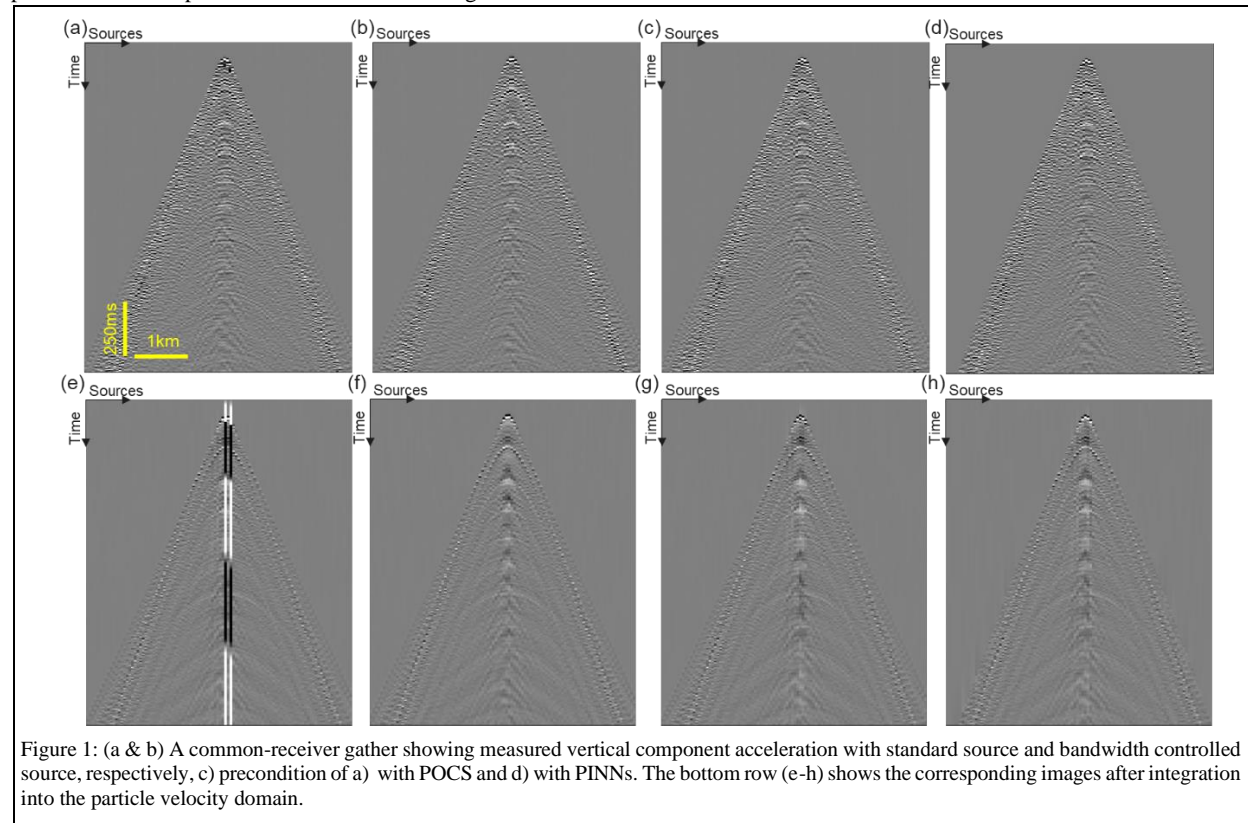 (a) Sources
(b) Sources
(c) Sources
(d) Sources
Time
Time
Time
Time
250ms
1km
(e) Sources
(f) Sources
(g) Sources
(h) Sources
Time
Time
Time
Time
Figure 1: (a & b) A common-receiver gather showing measured vertical component acceleration with standard source and bandwidth controlled
source, respectively, c) precondition of a) with POCS and d) with PINNs. The bottom row (e-h) shows the corresponding images after integration
into the particle velocity domain.